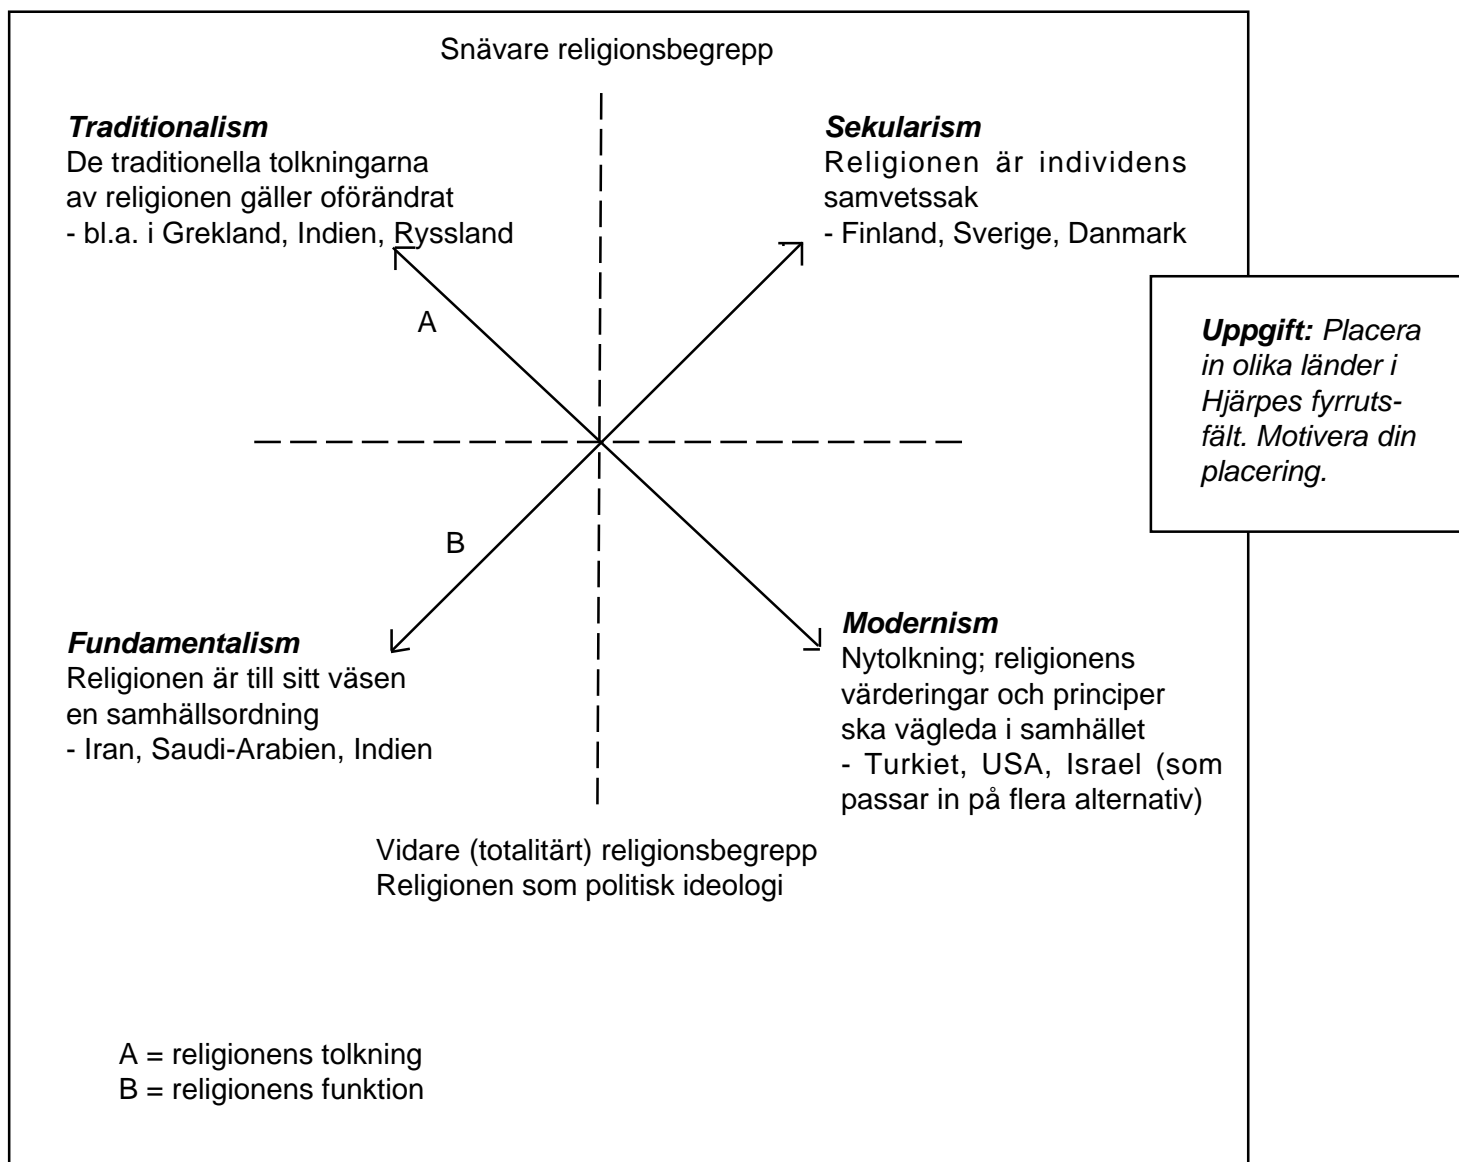 Snävare religionsbegrepp
Traditionalism
De traditionella tolkningarna
av religionen gäller oförändrat
- bl.a. i Grekland, Indien, Ryssland
Sekularism
Religionen är individens
samvetssak
- Finland, Sverige, Danmark
A
Uppgift: Placera
in olika länder i
Hjärpes fyrruts-
fält. Motivera din
placering.
B
Fundamentalism
Religionen är till sitt väsen
en samhällsordning
- Iran, Saudi-Arabien, Indien
Modernism
Nytolkning; religionens
värderingar och principer
ska vägleda i samhället
- Turkiet, USA, Israel (som
passar in på flera alternativ)
Vidare (totalitärt) religionsbegrepp
Religionen som politisk ideologi
A = religionens tolkning
B = religionens funktion